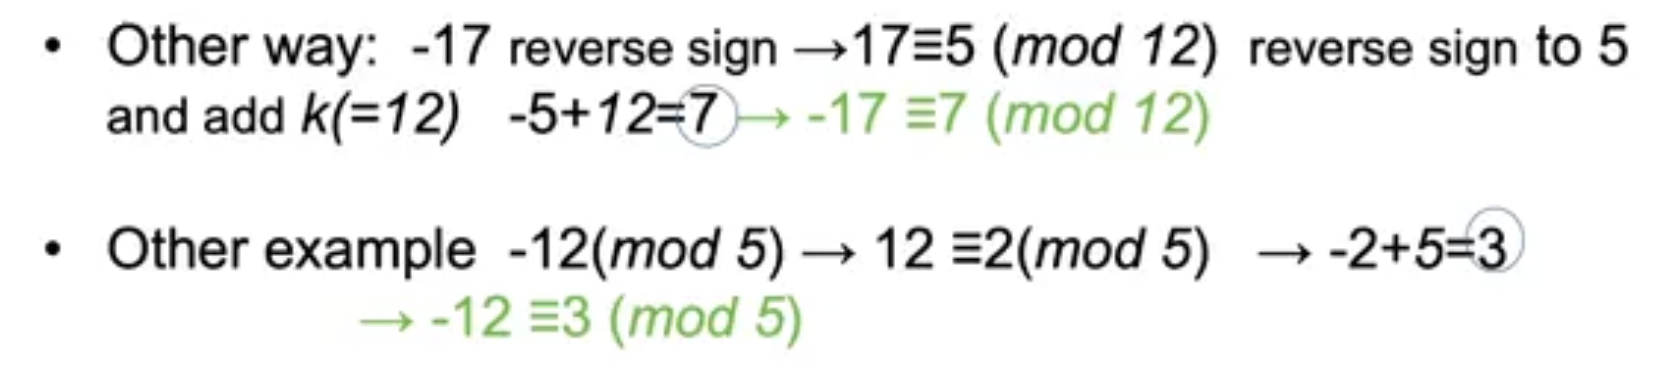 • Other way: -17 reverse sign →17≡5 (mod 12) reverse sign to 5
and add k(=12) -5+12=7 → -17 ≡7 (mod 12)
• Other example -12(mod 5) → 12 ≡2(mod 5) → -2+5=3
→ -12 ≡3 (mod 5)